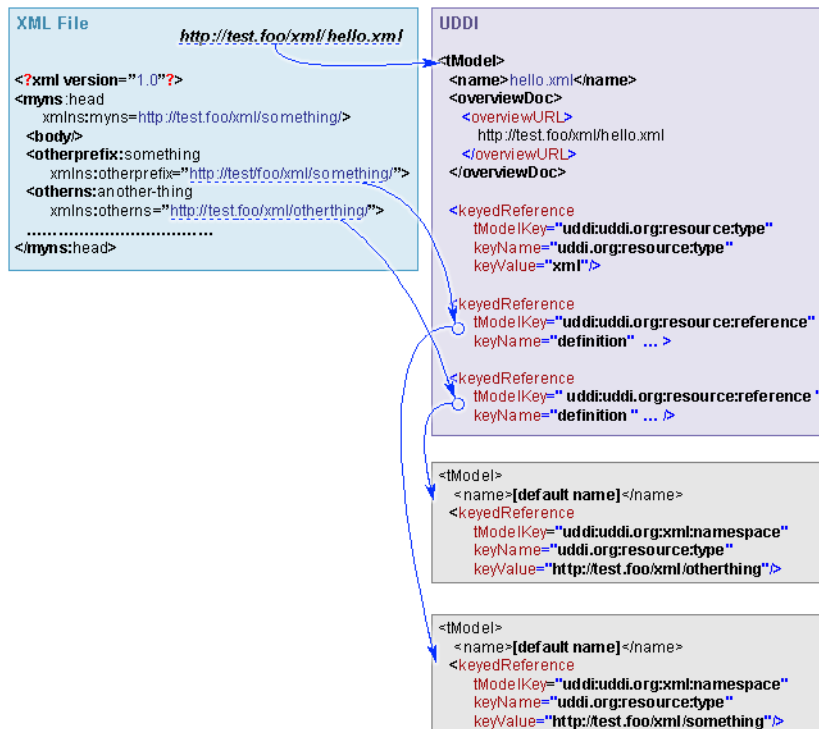 XML File
http://test.foo/xml/hello.xml
<?xml version="1.0"?>
<myns:head
xmlns:myns=http://test.foo/xml/something/>
<body/>
<otherprefix:something
xmlns:otherprefix="http://test/foo/xml/something/">
<otherns:another-thing
xmlns:otherns="http://test.foo/xml/otherthing/">
..................................
</myns:head>
UDDI
<tModel>
<name>hello.xml</name>
<overviewDoc>
<overviewURL>
http://test.foo/xml/hello.xml
</overviewURL>
</overviewDoc>
<keyedReference
tModelKey="uddi:uddi.org:resource:type"
keyName="uddi.org:resource:type"
keyValue="xml"/>
<keyedReference
tModelKey="uddi:uddi.org:resource:reference"
keyName="definition" ... >
<keyedReference
tModelKey=" uddi:uddi.org:resource:reference "
keyName="definition " ... />
<tModel>
<name>[default name]</name>
<keyedReference
tModelKey="uddi:uddi.org:xml:namespace"
keyName="uddi.org:resource:type"
keyValue="http://test.foo/xml/otherthing"/>
<tModel>
<name>[default name]</name>
<keyedReference
tModelKey="uddi:uddi.org:xml:namespace"
keyName="uddi.org:resource:type"
keyValue="http://test.foo/xml/something"/>